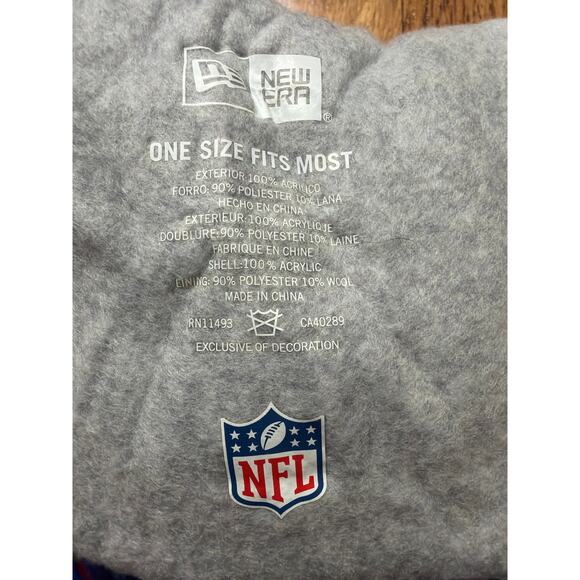 NEW
ERA
®
ONE SIZE FITS MOST
EXTERIOR:100% ACRILICO
FORRO: 90% POLIESTER 10% LANA
HECHO EN CHINA
EXTERIEUR:100% ACRYLIQUE
DOUBLURE:90% POLYESTER 10% LAINE
FABRIQUE EN CHINE
SHELL:100% ACRYLIC
LINING: 90% POLYESTER 10% WOOL
MADE IN CHINA
RN11493 CA40289
EXCLUSIVE OF DECORATION
NFL